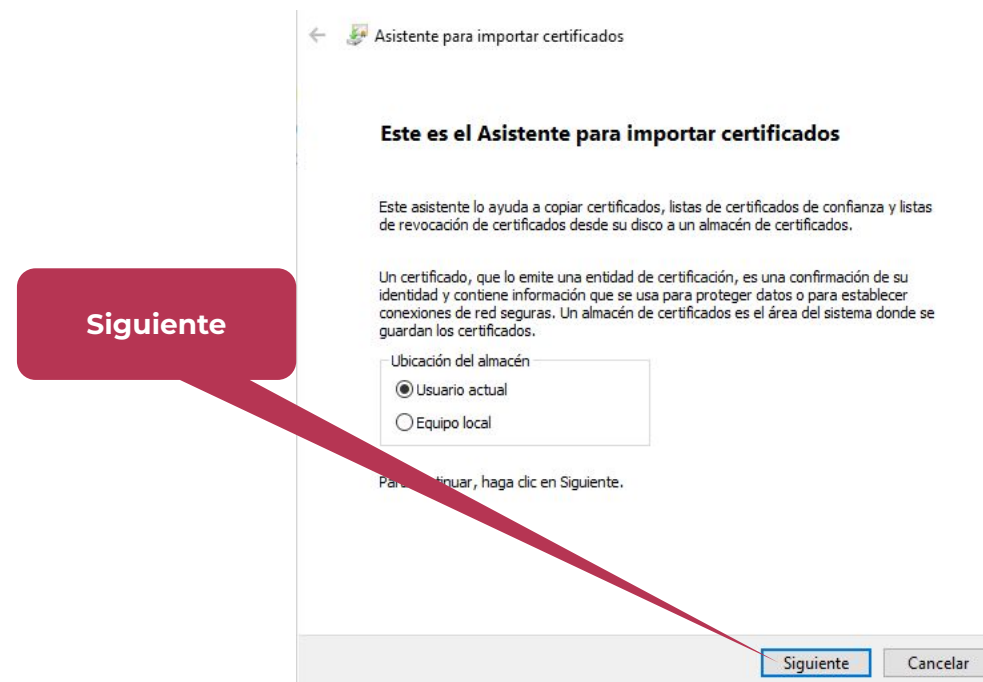 Asistente para importar certificados
Este es el Asistente para importar certificados
Este asistente lo ayuda a copiar certificados, listas de certificados de confianza y listas
de revocación de certificados desde su disco a un almacén de certificados.
Un certificado, que lo emite una entidad de certificación, es una confirmación de su
identidad y contiene información que se usa para proteger datos o para establecer
conexiones de red seguras. Un almacén de certificados es el área del sistema donde se
guardan los certificados.
Siguiente
Ubicación del almacén
Usuario actual
Equipo local
haga clic en Siguiente.
Siguiente
Cancelar